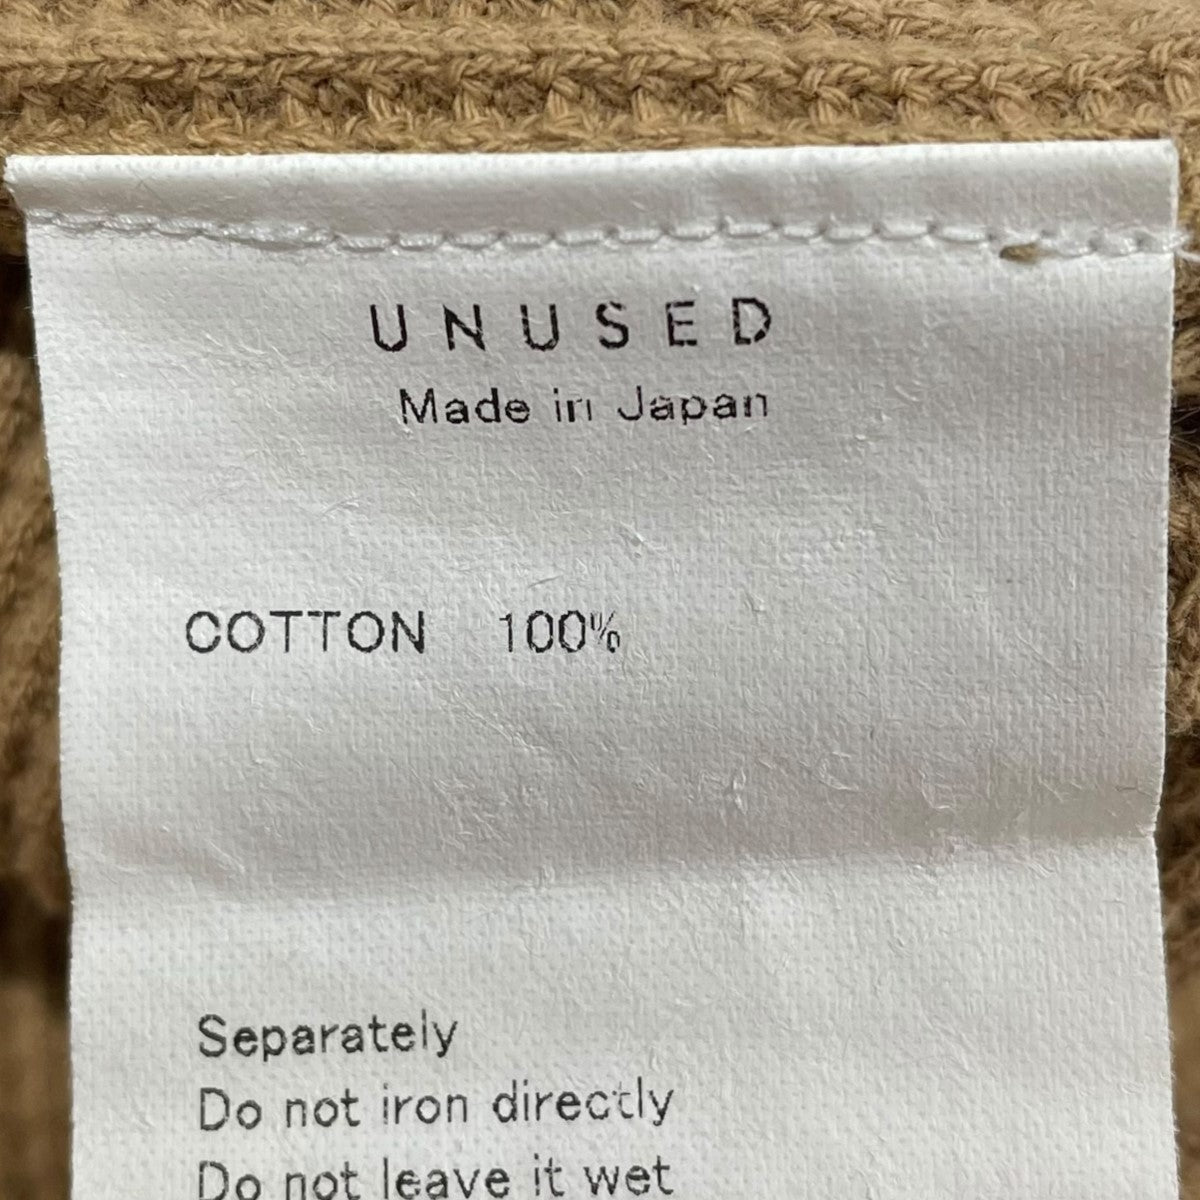 UNUSED
Made in Japan
COTTON 100%
Separately
Do not iron directly
Do not leave it wet